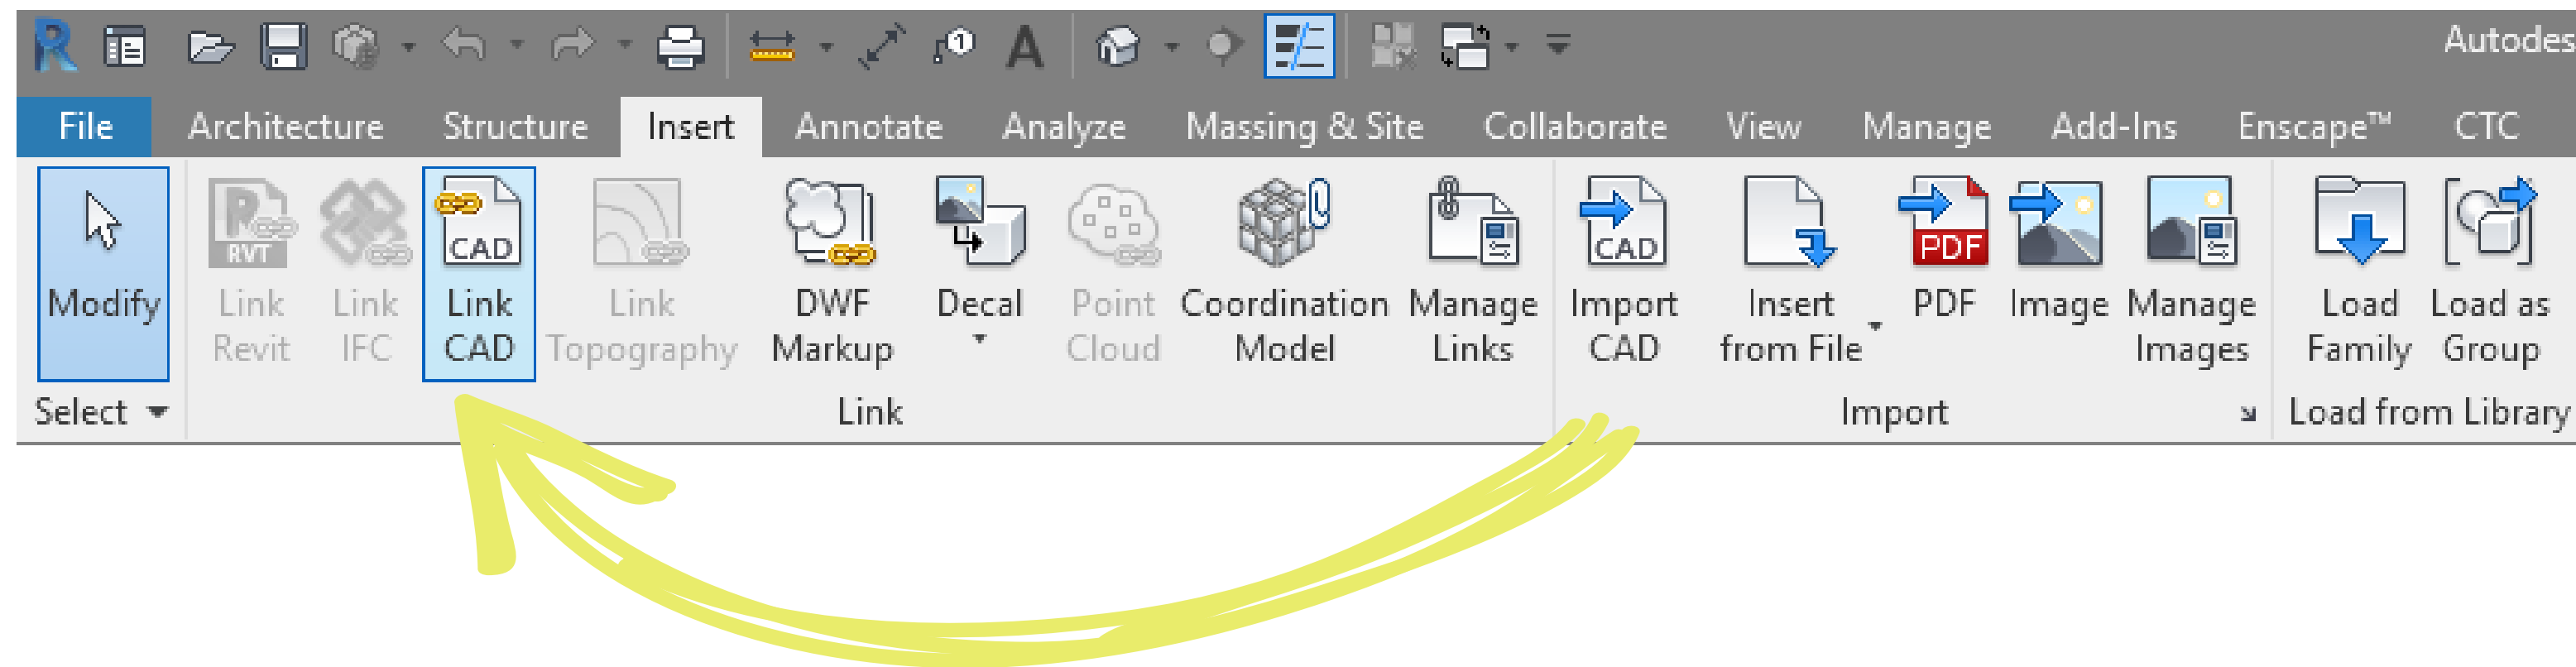 Autodes
File Architecture Structure Insert Annotate Analyze Massing & Site Collaborate View Manage Add-Ins Enscape™ CTC
Modify
Link Revit
Link IFC
Link CAD
Link Topography
DWF Markup
Decal
Point Cloud
Coordination Model
Manage Links
Import CAD
Insert from File
PDF
Image
Manage Images
Load Family
Load as Group
Select Link Import Load from Library
R
1
A
RVT
CAD
CAD
PDF